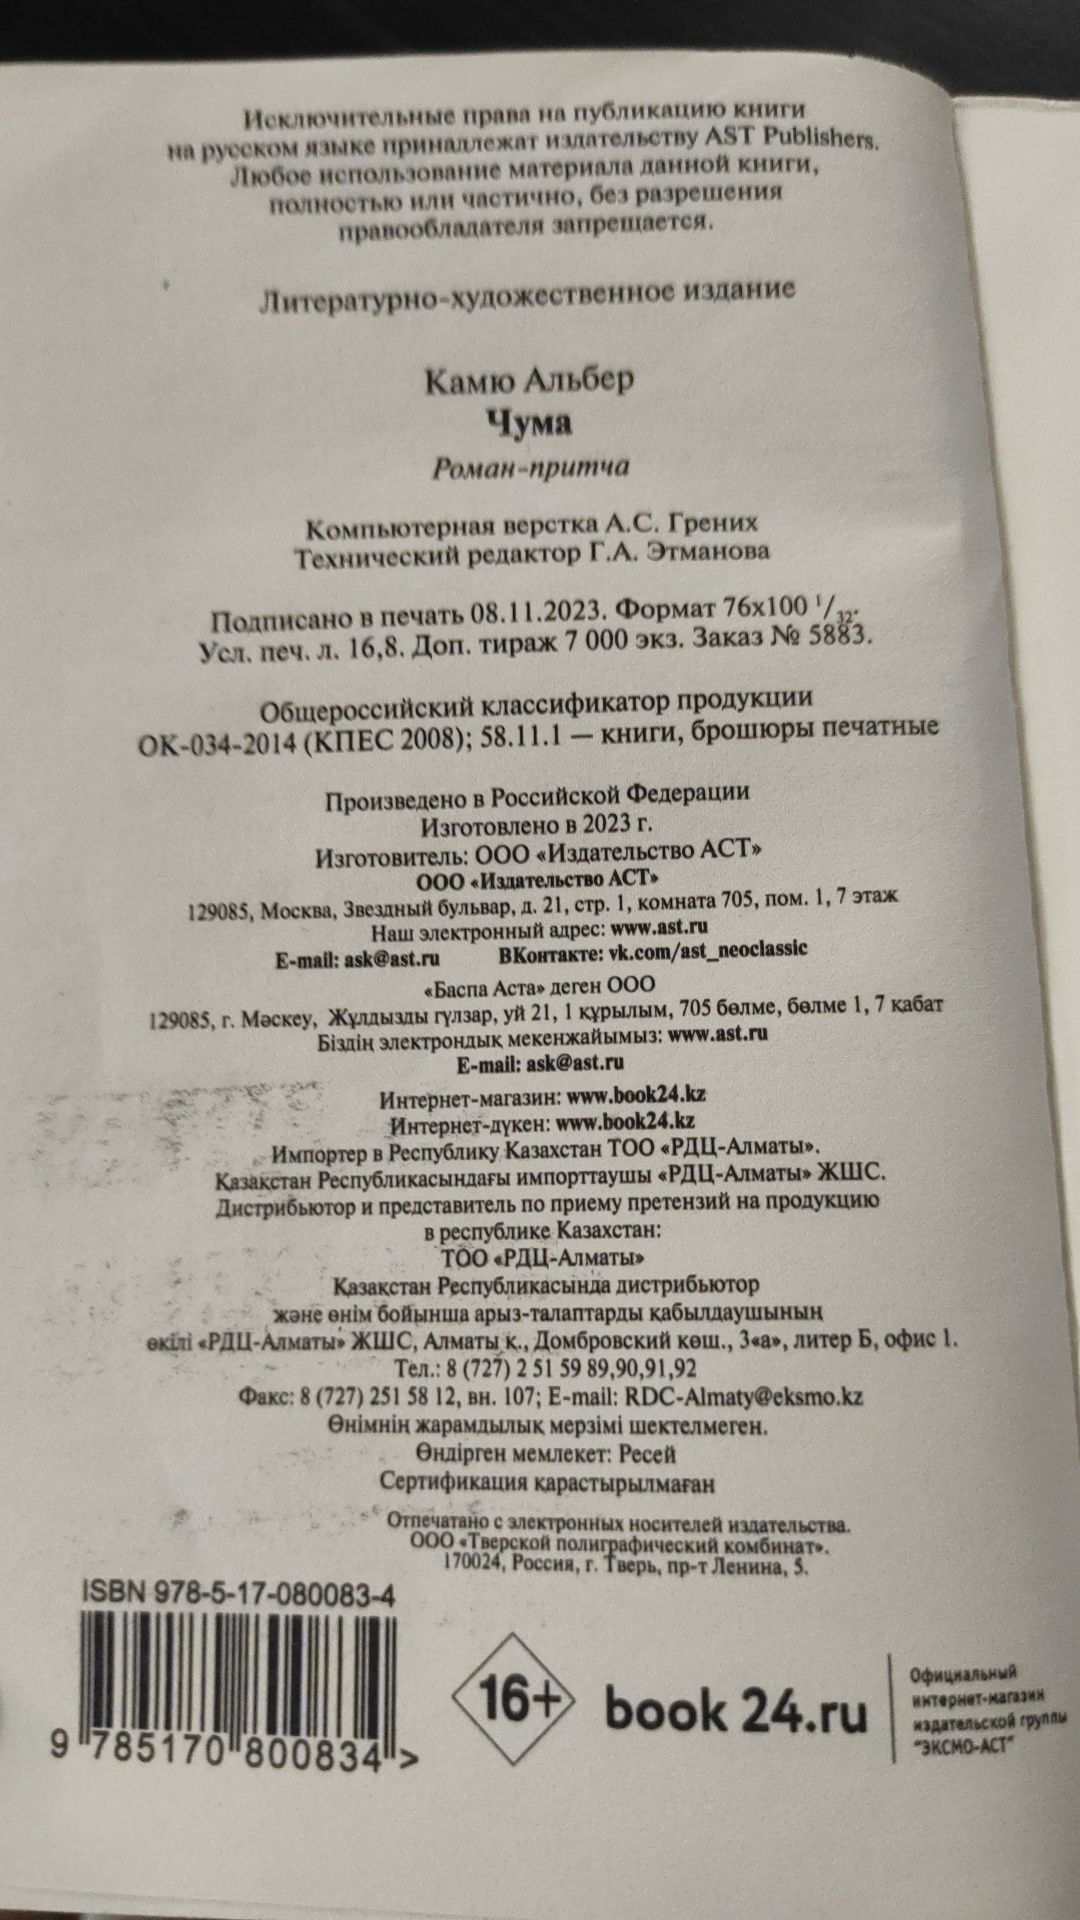 Исключительные права на публикацию книги
на русском языке принадлежат издательству AST Publishers.
Любое использование материала данной книги,
полностью или частично, без разрешения
правообладателя запрещается.
Литературно-художественное издание
Камю Альбер
Чума
Роман-притча
Компьютерная верстка А.С. Грених
Технический редактор Г.А. Этманова
Подписано в печать 08.11.2023. Формат 76x100 1/32.
Усл. печ. л. 16,8. Доп. тираж 7 000 экз. Заказ № 5883.
Общероссийский классификатор продукции
ОК-034-2014 (КПЕС 2008); 58.11.1 — книги, брошюры печатные
Произведено в Российской Федерации
Изготовлено в 2023 г.
Изготовитель: ООО «Издательство АСТ»
ООО «Издательство АСТ»
129085, Москва, Звездный бульвар, д. 21, стр. 1, комната 705, пом. 1, 7 этаж
Наш электронный адрес: www.ast.ru
E-mail: ask@ast.ru ВКонтакте: vk.com/ast_neoclassic
«Баспа Аста» деген ООО
129085, г. Мәскеу, Жұлдызды гүлзар, уй 21, 1 құрылым, 705 бөлме, бөлме 1, 7 қабат
Біздің электрондық мекенжайымыз: www.ast.ru
E-mail: ask@ast.ru
Интернет-магазин: www.book24.kz
Интернет-дүкен: www.book24.kz
Импортер в Республику Казахстан ТОО «РДЦ-Алматы».
Қазақстан Республикасындағы импорттаушы «РДЦ-Алматы» ЖШС.
Дистрибьютор и представитель по приему претензий на продукцию
в республике Казахстан:
ТОО «РДЦ-Алматы»
Қазақстан Республикасында дистрибьютор
және өнім бойынша арыз-талаптарды қабылдаушының
өкілі «РДЦ-Алматы» ЖШС, Алматы қ., Домбровский көш., 3«а», литер Б, офис 1.
Тел.: 8 (727) 2 51 59 89,90,91,92
Факс: 8 (727) 251 58 12, вн. 107; E-mail: RDC-Almaty@eksmo.kz
Өнімнің жарамдылық мерзімі шектелмеген.
Өндірген мемлекет: Ресей
Сертификация қарастырылмаған
Отпечатано с электронных носителей издательства.
ООО «Тверской полиграфический комбинат».
170024, Россия, г. Тверь, пр-т Ленина, 5.
ISBN 978-5-17-080083-4
9 785170 800834 >
16+
book 24.ru
Официальный
интернет-магазин
издательской группы
"ЭКСМО-АСТ"